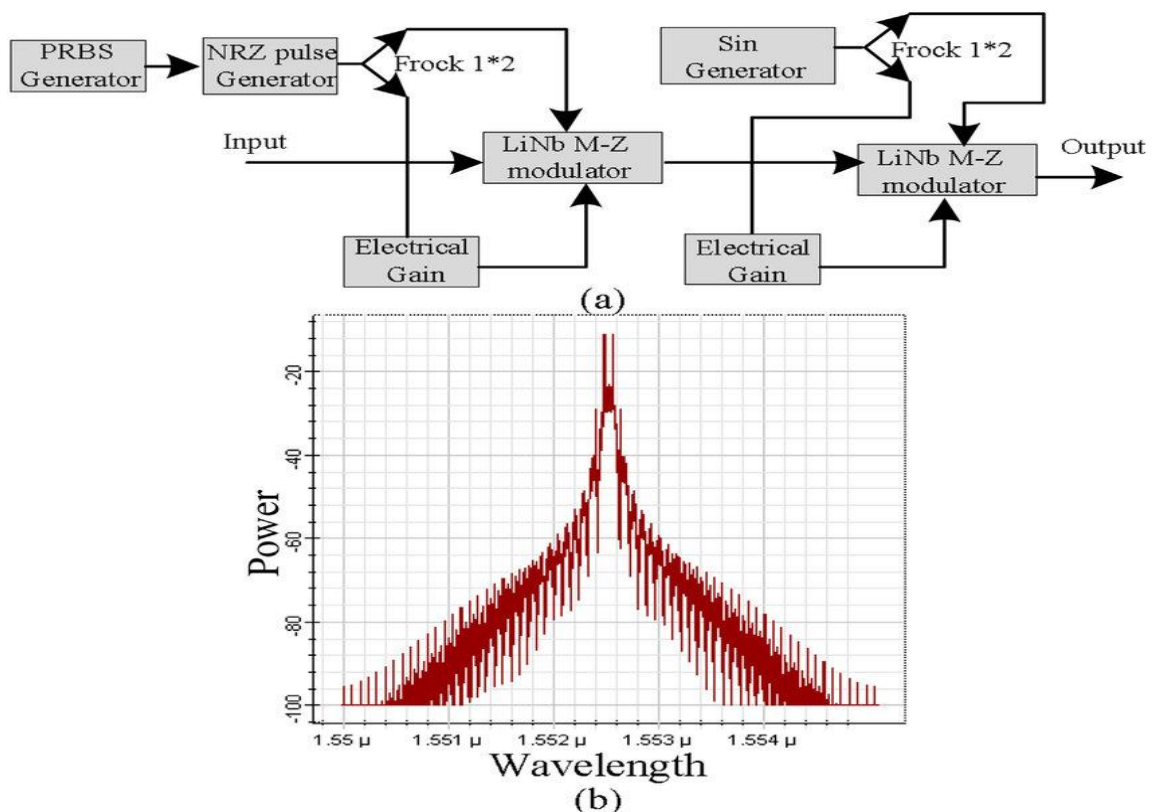 PRBS
Generator
NRZ pulse
Generator
Frock 1*2
Sin
Generator
Frock 1*2
Input
LiNb M-Z
modulator
LiNb M-Z
modulator
Output
Electrical
Gain
Electrical
Gain
(a)
Power
-20
-40
-60
-80
-100
1.55 µ
1.551 µ
1.552 µ
1.553 µ
1.554 µ
Wavelength
(b)